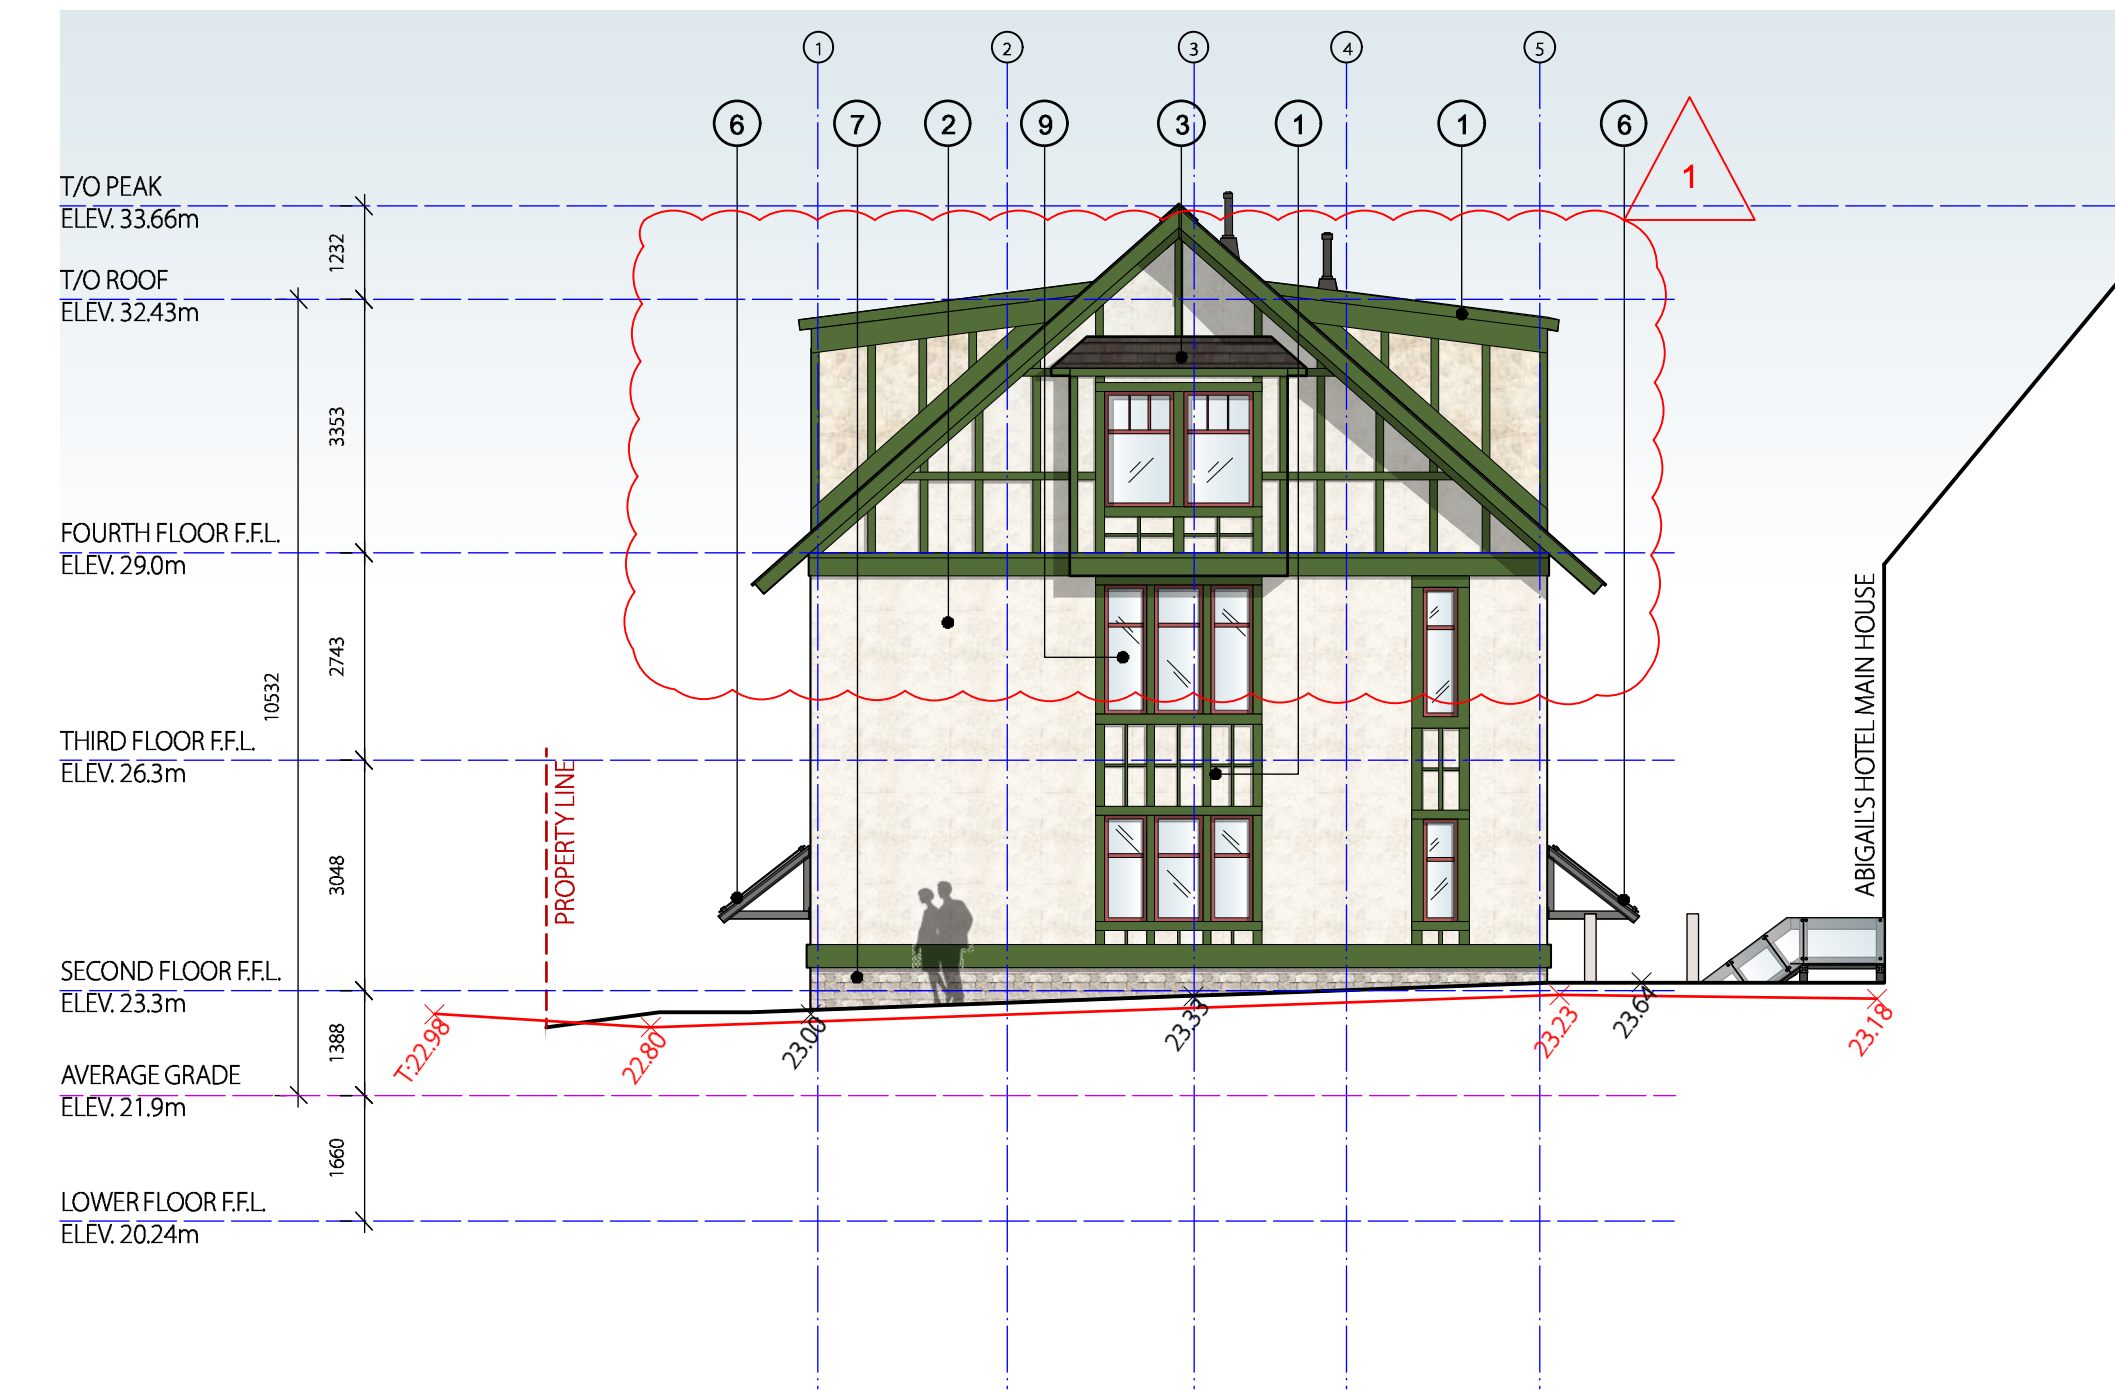 1 2 3 4 5
6 7 2 9 3 1 1 6
1
T/O PEAK
ELEV. 33.66m
1232
T/O ROOF
ELEV. 32.43m
3353
FOURTH FLOOR F.F.L.
ELEV. 29.0m
2743
10532
THIRD FLOOR F.F.L.
ELEV. 26.3m
PROPERTY LINE
ABIGAIL'S HOTEL MAIN HOUSE
3048
SECOND FLOOR F.F.L.
ELEV. 23.3m
T:22.98
22.80
23.00
23.33
23.23
23.64
23.18
1388
AVERAGE GRADE
ELEV. 21.9m
1660
LOWER FLOOR F.F.L.
ELEV. 20.24m